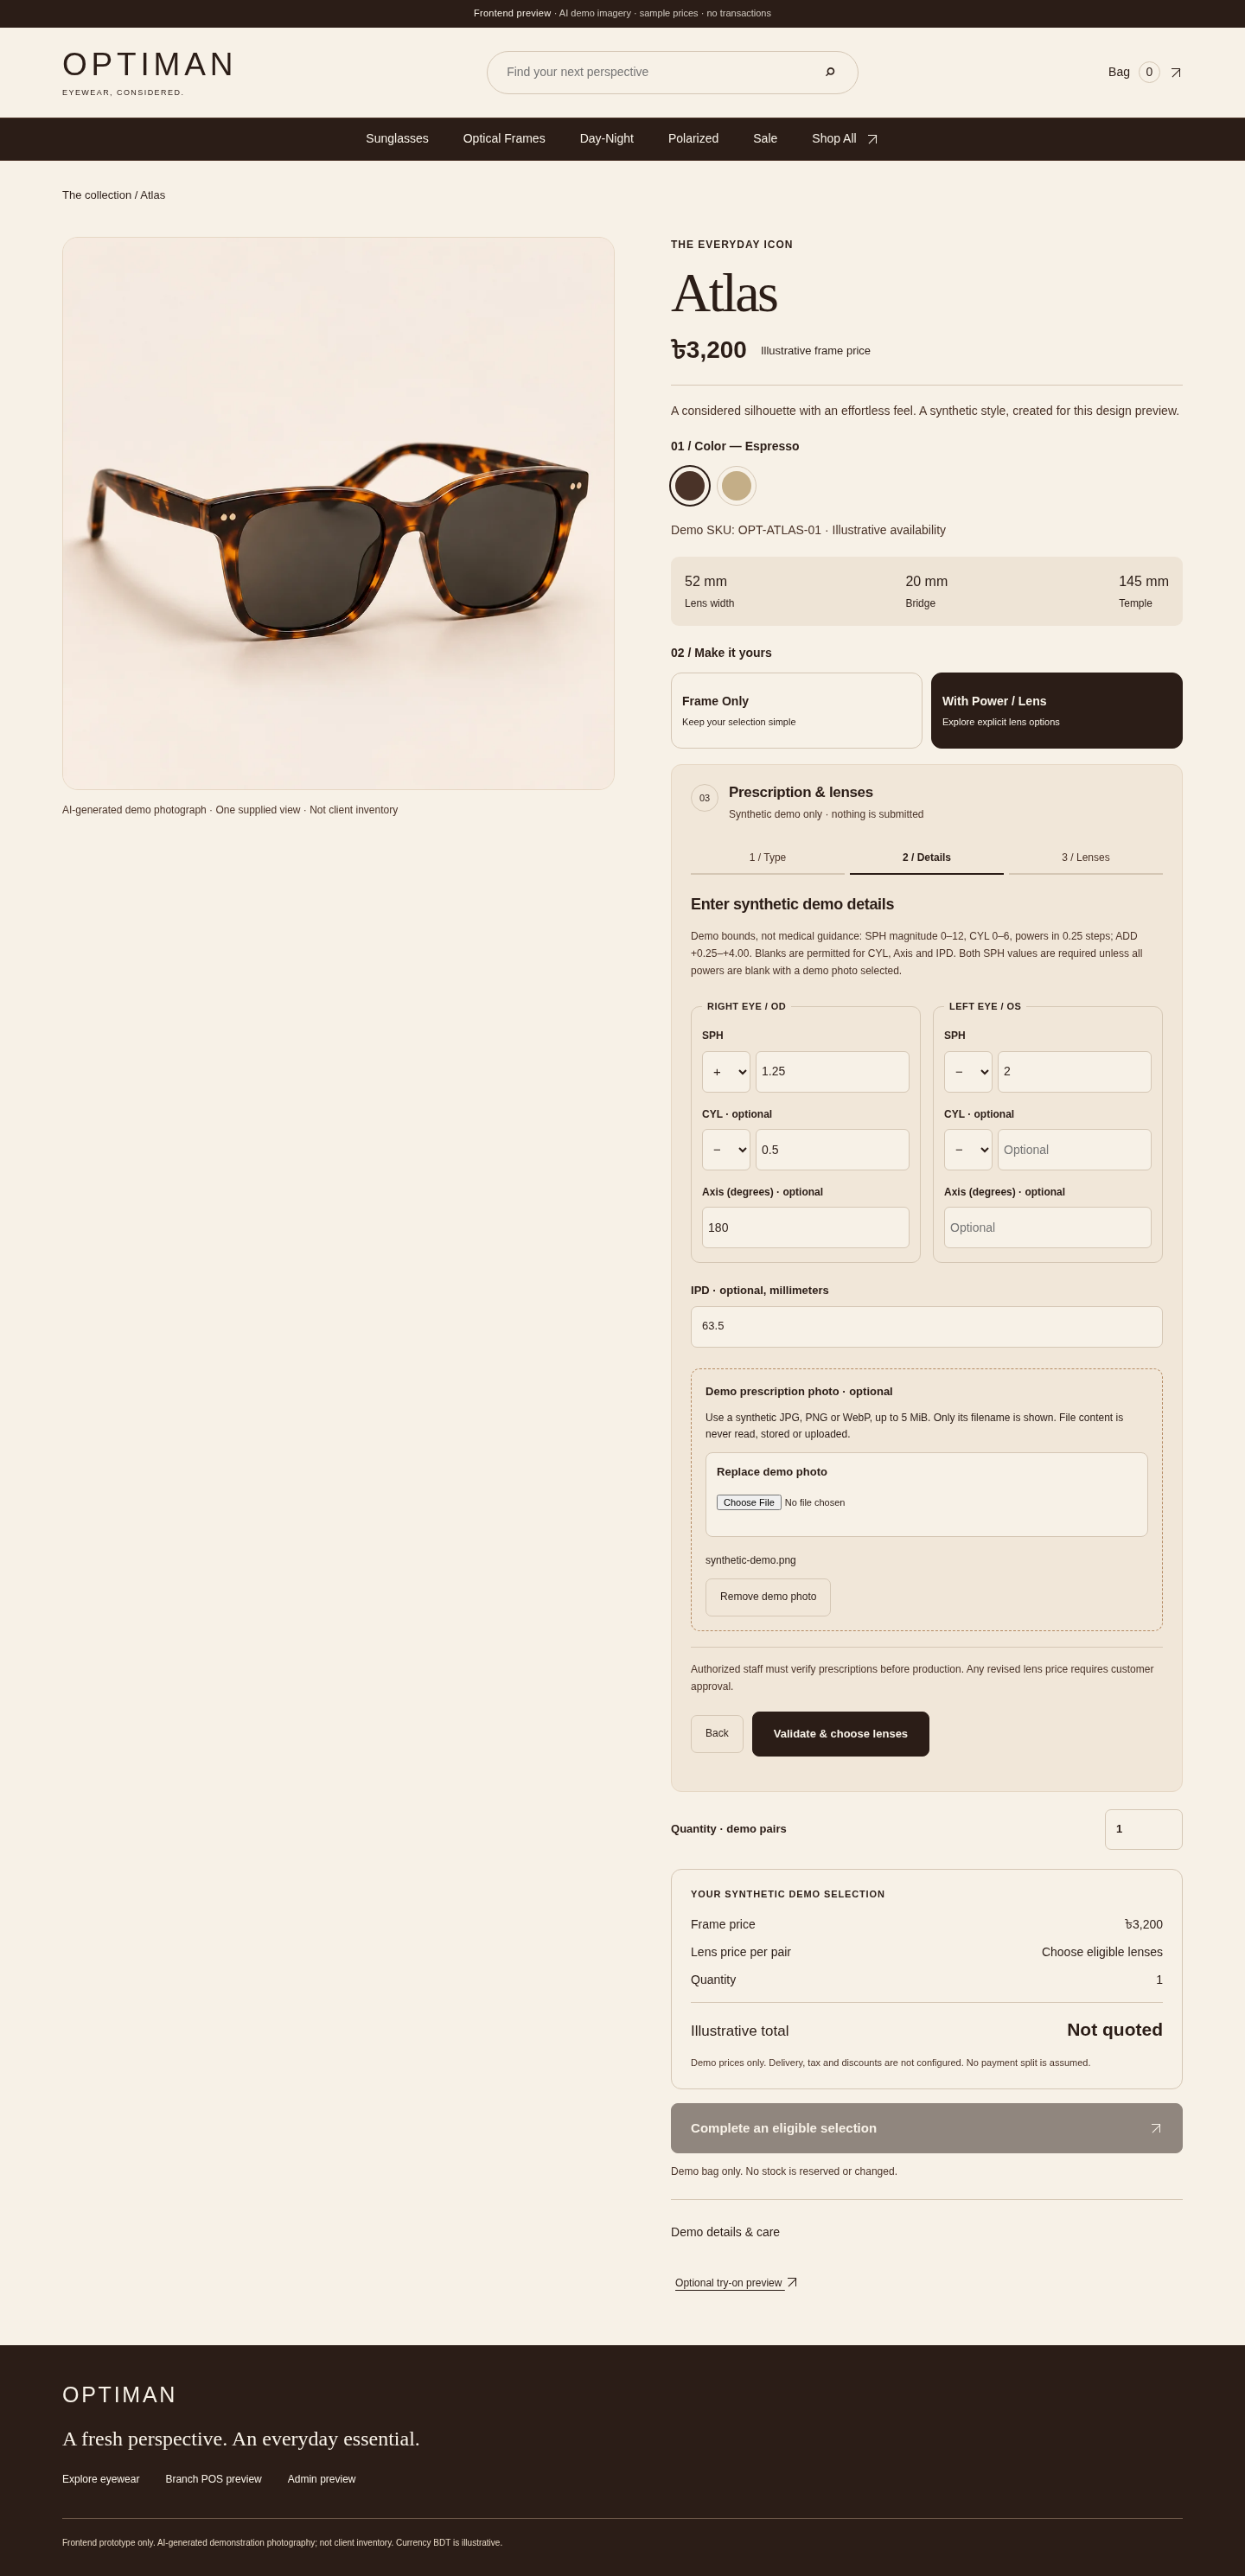 Frontend preview · AI demo imagery · sample prices · no transactions
OPTIMAN
EYEWEAR, CONSIDERED.
Find your next perspective
Bag 0
Sunglasses Optical Frames Day-Night Polarized Sale Shop All
The collection / Atlas
THE EVERYDAY ICON
Atlas
৳3,200 Illustrative frame price
A considered silhouette with an effortless feel. A synthetic style, created for this design preview.
01 / Color — Espresso
Demo SKU: OPT-ATLAS-01 · Illustrative availability
52 mm 20 mm 145 mm
Lens width Bridge Temple
02 / Make it yours
Frame Only With Power / Lens
Keep your selection simple Explore explicit lens options
AI-generated demo photograph · One supplied view · Not client inventory
03 Prescription & lenses
Synthetic demo only · nothing is submitted
1 / Type 2 / Details 3 / Lenses
Enter synthetic demo details
Demo bounds, not medical guidance: SPH magnitude 0–12, CYL 0–6, powers in 0.25 steps; ADD
+0.25–+4.00. Blanks are permitted for CYL, Axis and IPD. Both SPH values are required unless all
powers are blank with a demo photo selected.
RIGHT EYE / OD LEFT EYE / OS
SPH SPH
+ 1.25 − 2
CYL · optional CYL · optional
− 0.5 − Optional
Axis (degrees) · optional Axis (degrees) · optional
180 Optional
IPD · optional, millimeters
63.5
Demo prescription photo · optional
Use a synthetic JPG, PNG or WebP, up to 5 MiB. Only its filename is shown. File content is
never read, stored or uploaded.
Replace demo photo
Choose File No file chosen
synthetic-demo.png
Remove demo photo
Authorized staff must verify prescriptions before production. Any revised lens price requires customer
approval.
Back Validate & choose lenses
Quantity · demo pairs 1
YOUR SYNTHETIC DEMO SELECTION
Frame price ৳3,200
Lens price per pair Choose eligible lenses
Quantity 1
Illustrative total Not quoted
Demo prices only. Delivery, tax and discounts are not configured. No payment split is assumed.
Complete an eligible selection
Demo bag only. No stock is reserved or changed.
Demo details & care
Optional try-on preview
OPTIMAN
A fresh perspective. An everyday essential.
Explore eyewear Branch POS preview Admin preview
Frontend prototype only. AI-generated demonstration photography; not client inventory. Currency BDT is illustrative.